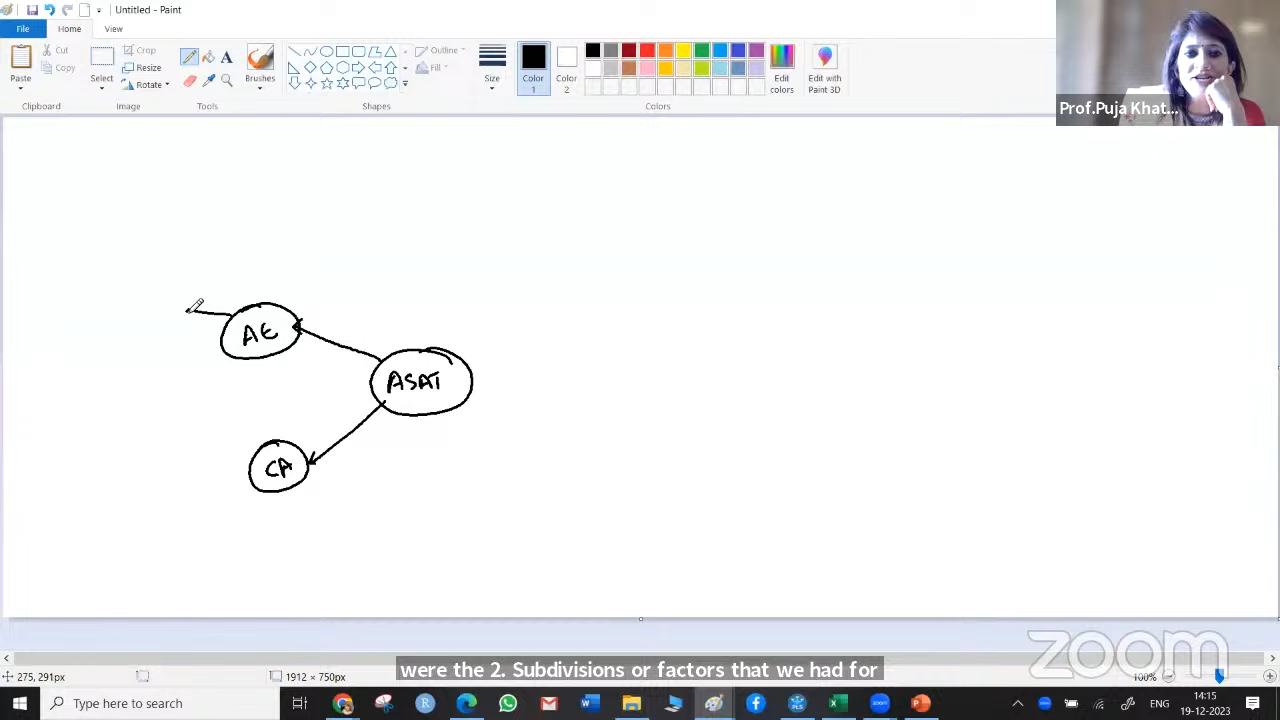 Untitled - Paint
File Home View
Paste Cut Copy Clipboard
Select Crop Resize Rotate Image
Tools
Brushes
Shapes Outline Fill
Size
Color 1
Color 2
Edit colors
Colors
Edit with Paint 3D
Prof.Puja Khat...
AE
ASAT
CA
zoom
were the 2. Subdivisions or factors that we had for
275, 291px
1912 × 750px
100%
Type here to search
ENG
14:15
19-12-2023